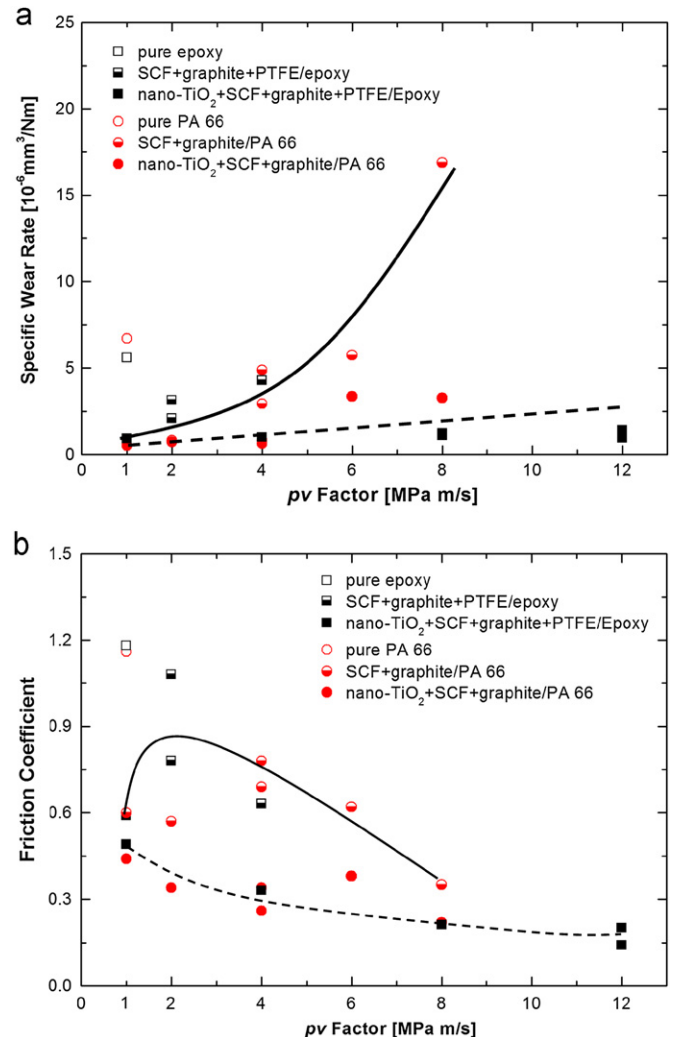 a
25
20
15
10
5
0
Specific Wear Rate [10⁻⁶mm³/Nm]
pure epoxy
SCF+graphite+PTFE/epoxy
nano-TiO₂+SCF+graphite+PTFE/Epoxy
pure PA 66
SCF+graphite/PA 66
nano-TiO₂+SCF+graphite/PA 66
0 1 2 4 6 8 10 12
pv Factor [MPa m/s]
b
1.5
1.2
0.9
0.6
0.3
0.0
Friction Coefficient
pure epoxy
SCF+graphite+PTFE/epoxy
nano-TiO₂+SCF+graphite+PTFE/Epoxy
pure PA 66
SCF+graphite/PA 66
nano-TiO₂+SCF+graphite/PA 66
0 1 2 4 6 8 10 12
pv Factor [MPa m/s]